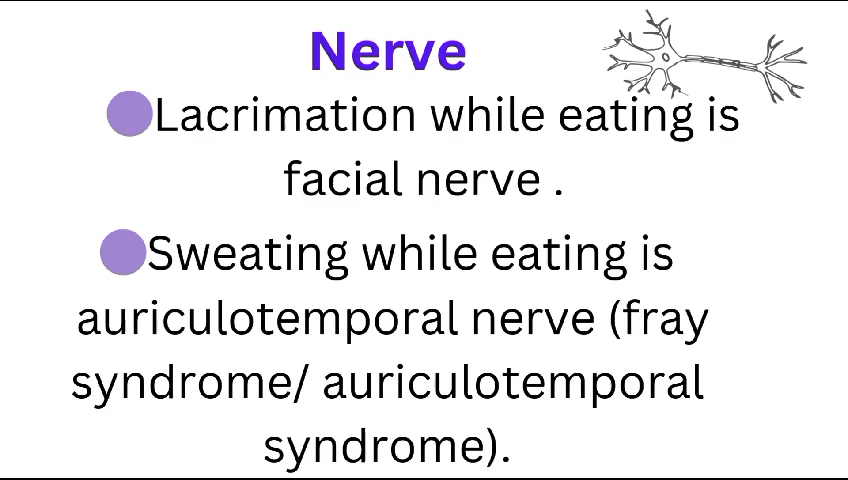 Nerve
Lacrimation while eating is
facial nerve .
Sweating while eating is
auriculotemporal nerve (fray
syndrome/ auriculotemporal
syndrome).